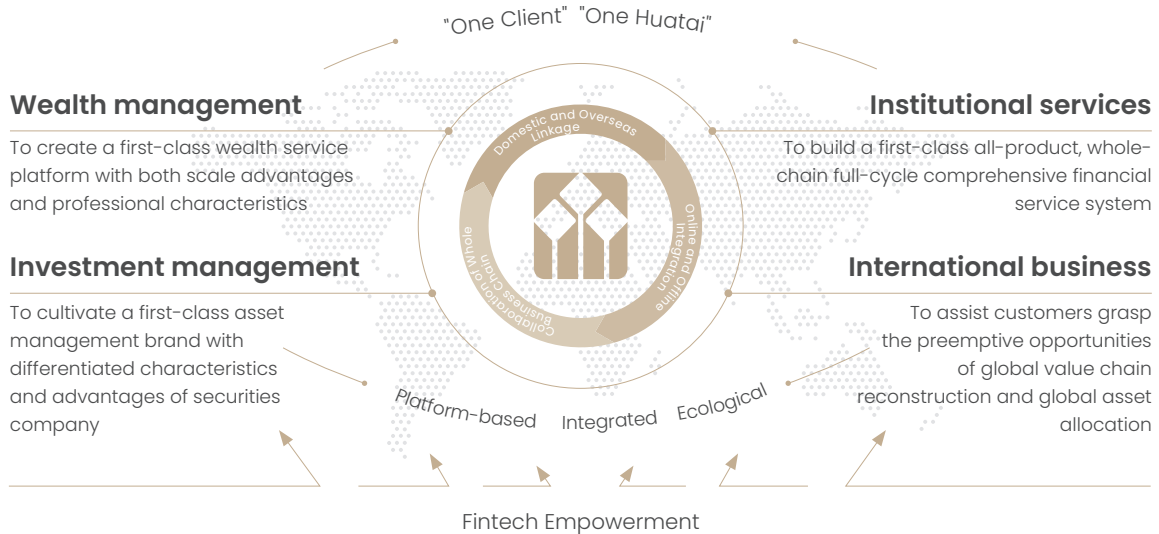 "One Client" "One Huatai"
Wealth management
To create a first-class wealth service
platform with both scale advantages
and professional characteristics
Institutional services
To build a first-class all-product, whole-
chain full-cycle comprehensive financial
service system
Domestic and Overseas
Linkage
Online and Offline
Integration
Collaboration of Whole
Business Chain
Investment management
To cultivate a first-class asset
management brand with
differentiated characteristics
and advantages of securities
company
International business
To assist customers grasp
the preemptive opportunities
of global value chain
reconstruction and global asset
allocation
Platform-based Integrated Ecological
Fintech Empowerment